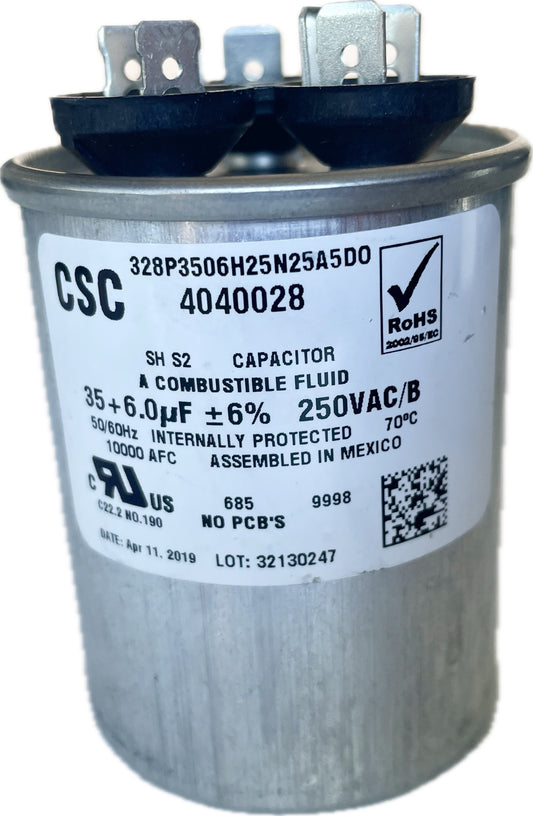 328P3506H25N25A5D0
CSC
4040028
RoHS
2002/95/EC
SH S2 CAPACITOR
A COMBUSTIBLE FLUID
35+6.0µF ±6% 250VAC/B
50/60Hz INTERNALLY PROTECTED 70ºC
10000 AFC ASSEMBLED IN MEXICO
C RU US
C22.2 NO.190
685 9998
NO PCB'S
DATE: Apr 11. 2019 LOT: 32130247